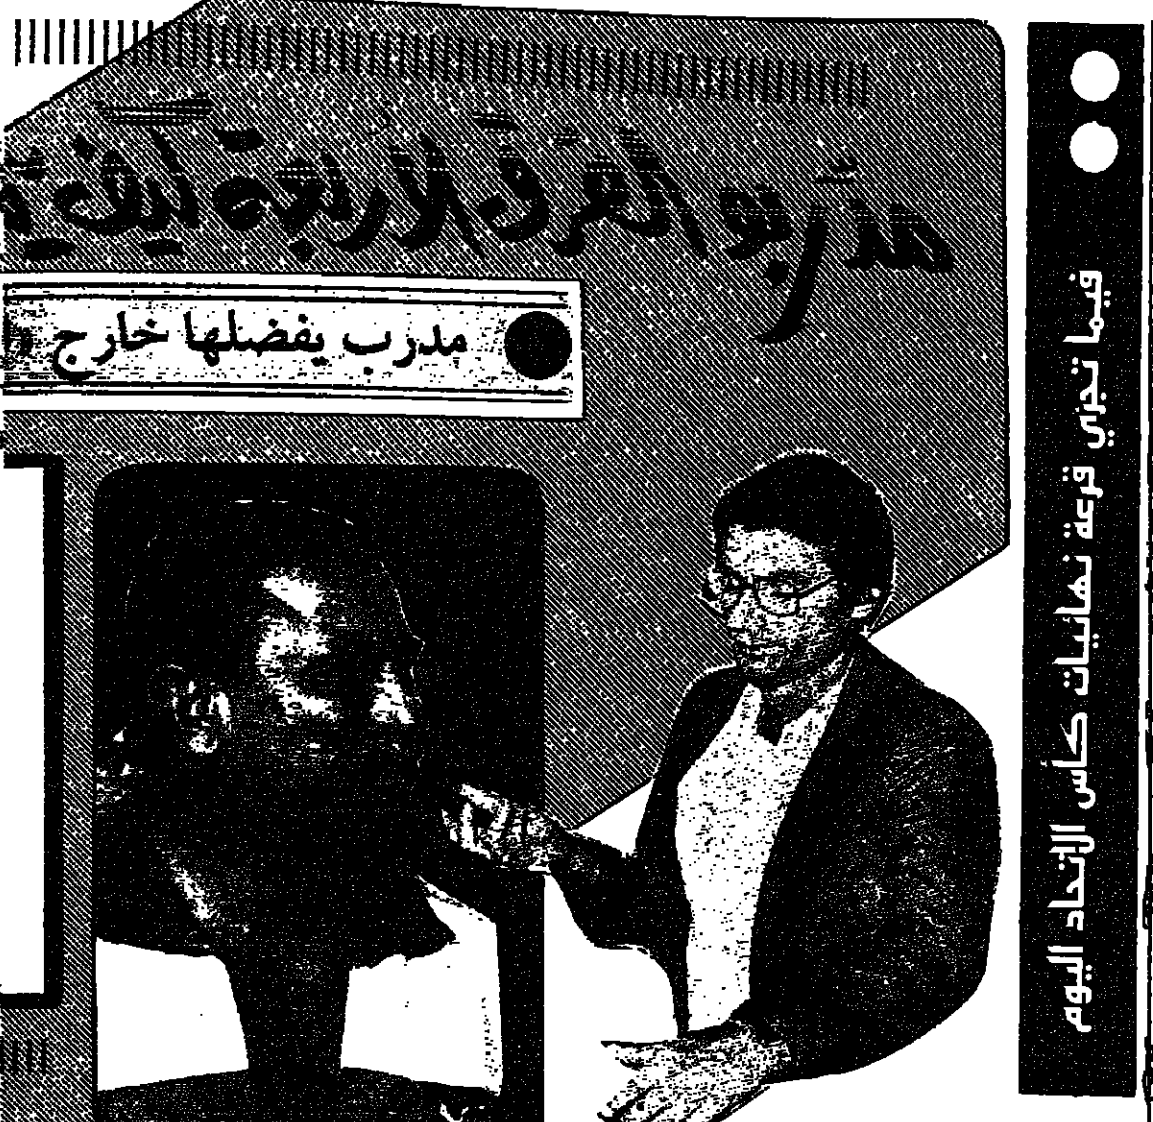 فيما تجري قرعة نهائيات كأس الاتحاد اليوم
مدربو الفرق الأربعة
مدرب يفضلها خارج